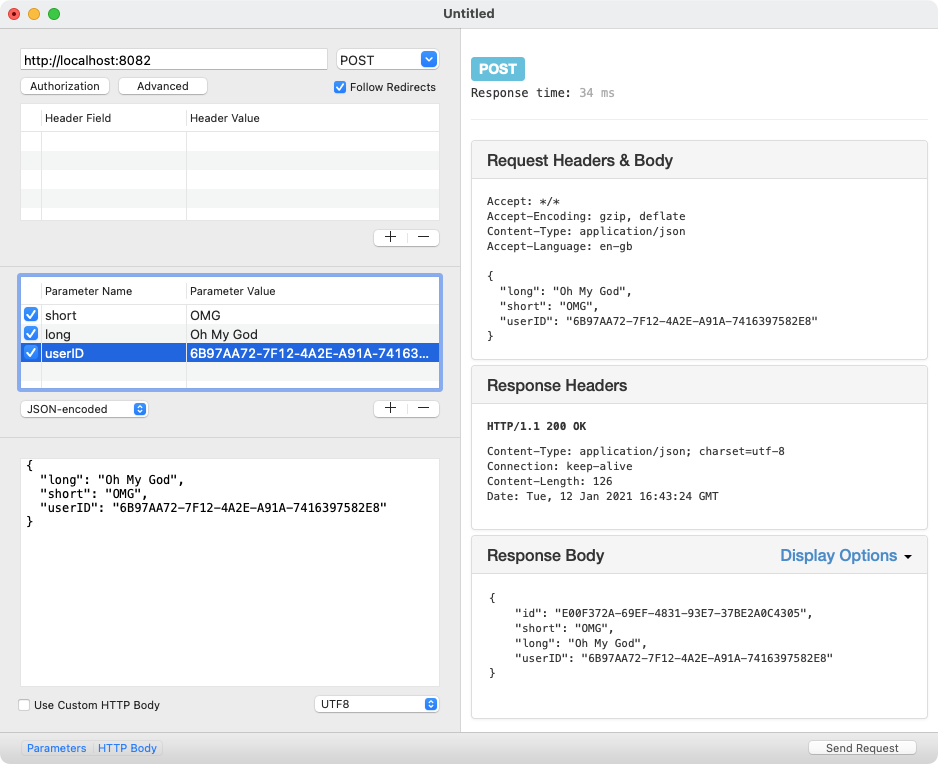 Untitled
http://localhost:8082
POST
Authorization
Advanced
Follow Redirects
Header Field
Header Value
Parameter Name
Parameter Value
short
OMG
long
Oh My God
userID
6B97AA72-7F12-4A2E-A91A-74163...
JSON-encoded
{
"long": "Oh My God",
"short": "OMG",
"userID": "6B97AA72-7F12-4A2E-A91A-7416397582E8"
}
Use Custom HTTP Body
UTF8
Parameters
HTTP Body
POST
Response time: 34 ms
Request Headers & Body
Accept: */*
Accept-Encoding: gzip, deflate
Content-Type: application/json
Accept-Language: en-gb
{
"long": "Oh My God",
"short": "OMG",
"userID": "6B97AA72-7F12-4A2E-A91A-7416397582E8"
}
Response Headers
HTTP/1.1 200 OK
Content-Type: application/json; charset=utf-8
Connection: keep-alive
Content-Length: 126
Date: Tue, 12 Jan 2021 16:43:24 GMT
Response Body
Display Options
{
"id": "E00F372A-69EF-4831-93E7-37BE2A0C4305",
"short": "OMG",
"long": "Oh My God",
"userID": "6B97AA72-7F12-4A2E-A91A-7416397582E8"
}
Send Request